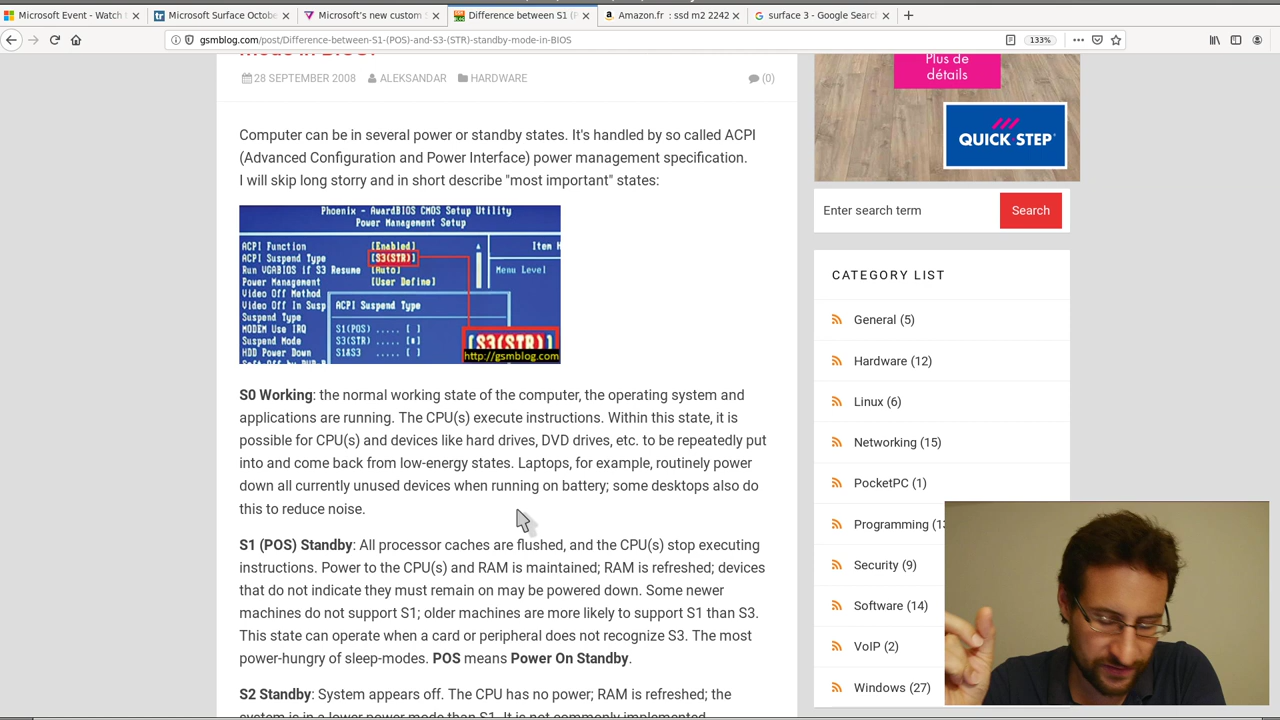 Microsoft Event - Watch
Microsoft Surface Octobe
Microsoft's new custom
Difference between S1 (P
Amazon.fr : ssd m2 2242
surface 3 - Google Search
gsmblog.com/post/Difference-between-S1-(POS)-and-S3-(STR)-standby-mode-in-BIOS
133%
28 SEPTEMBER 2008
ALEKSANDAR
HARDWARE
(0)
Computer can be in several power or standby states. It's handled by so called ACPI
(Advanced Configuration and Power Interface) power management specification.
I will skip long storry and in short describe "most important" states:
Phoenix - AwardBIOS CMOS Setup Utility
Power Management Setup
ACPI Function [Enabled]
ACPI Suspend Type [S3(STR)]
Run VGABIOS if S3 Resume [Auto]
Power Management [User Define]
Video Off Method
Video Off In Susp
Suspend Type
MODEM Use IRQ
Suspend Mode
HDD Power Down
Item H
Menu Level
ACPI Suspend Type
S1(POS) ..... [ ]
S3(STR) ..... [■]
S1&S3 ..... [ ]
[S3(STR)]
http://gsmblog.com
S0 Working: the normal working state of the computer, the operating system and
applications are running. The CPU(s) execute instructions. Within this state, it is
possible for CPU(s) and devices like hard drives, DVD drives, etc. to be repeatedly put
into and come back from low-energy states. Laptops, for example, routinely power
down all currently unused devices when running on battery; some desktops also do
this to reduce noise.
S1 (POS) Standby: All processor caches are flushed, and the CPU(s) stop executing
instructions. Power to the CPU(s) and RAM is maintained; RAM is refreshed; devices
that do not indicate they must remain on may be powered down. Some newer
machines do not support S1; older machines are more likely to support S1 than S3.
This state can operate when a card or peripheral does not recognize S3. The most
power-hungry of sleep-modes. POS means Power On Standby.
S2 Standby: System appears off. The CPU has no power; RAM is refreshed; the
system is in a lower power mode than S1. It is not commonly implemented.
Plus de
détails
QUICK•STEP
Enter search term
Search
CATEGORY LIST
General (5)
Hardware (12)
Linux (6)
Networking (15)
PocketPC (1)
Programming (13
Security (9)
Software (14)
VoIP (2)
Windows (27)